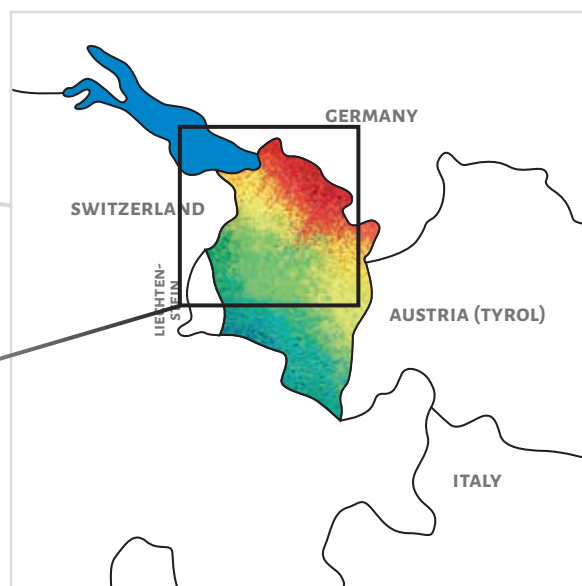 GERMANY
SWITZERLAND
LIECHTEN-
STEIN
AUSTRIA (TYROL)
ITALY